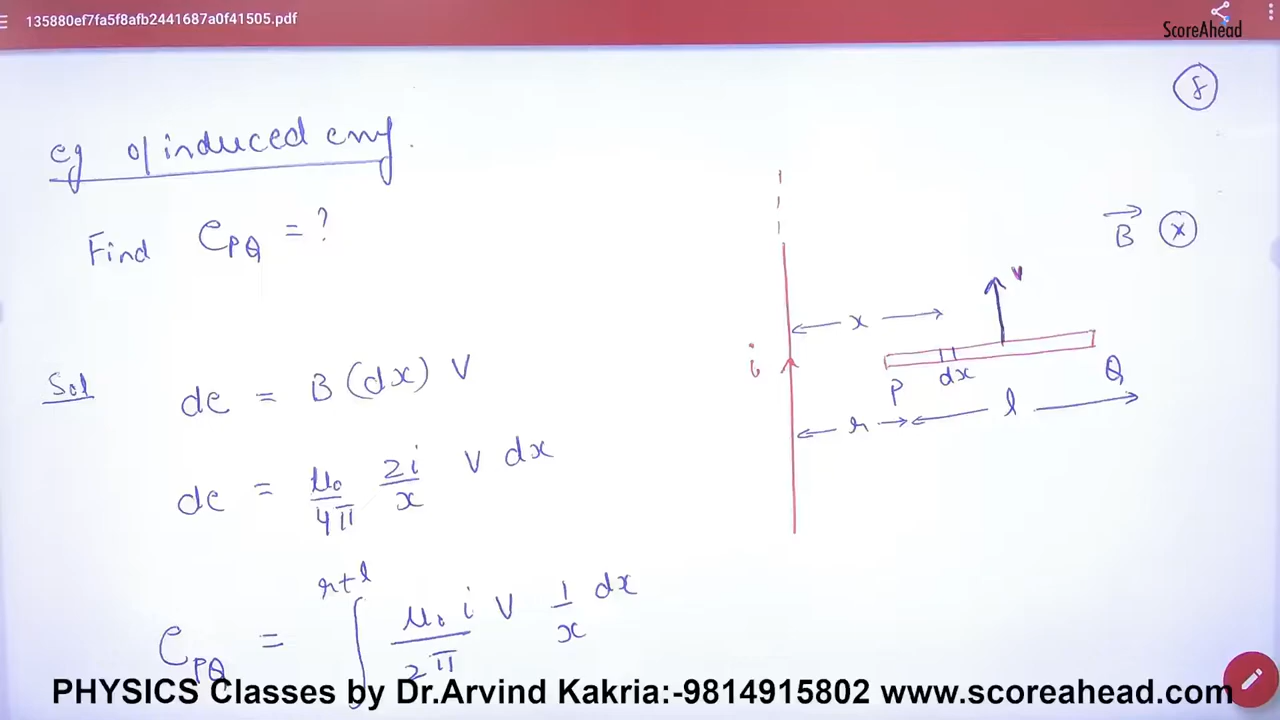 135880ef7fa5f8afb2441687a0f41505.pdf
ScoreAhead
8
eg of induced emf.
Find e_PQ = ?
B⃗ ⊗
v
x
i
P dx Q
r l
Sol de = B (dx) V
de = μ₀/4π 2i/x V dx
r+l
e_PQ = ∫ μ₀ i/2π V 1/x dx
PHYSICS Classes by Dr.Arvind Kakria:-9814915802 www.scoreahead.com